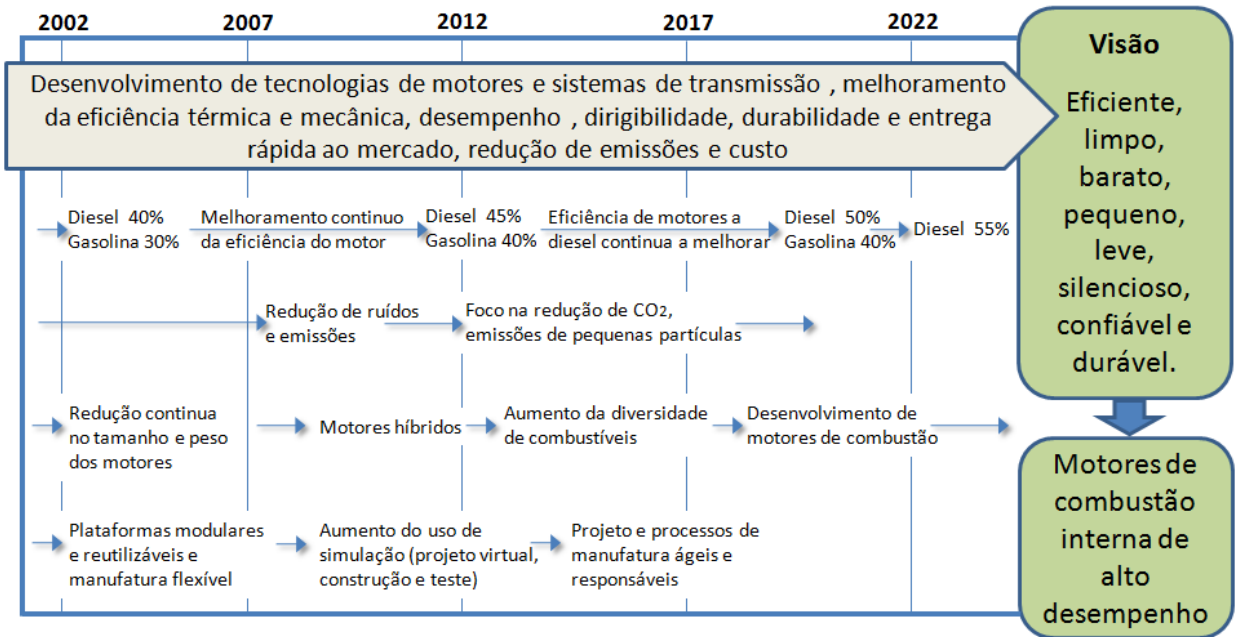 2002
2007
2012
2017
2022
Desenvolvimento de tecnologias de motores e sistemas de transmissão , melhoramento
da eficiência térmica e mecânica, desempenho , dirigibilidade, durabilidade e entrega
rápida ao mercado, redução de emissões e custo
Diesel 40%
Gasolina 30%
Melhoramento continuo
da eficiência do motor
Diesel 45%
Gasolina 40%
Eficiência de motores a
diesel continua a melhorar
Diesel 50%
Gasolina 40%
Diesel 55%
Redução de ruídos
e emissões
Foco na redução de CO2,
emissões de pequenas partículas
Redução continua
no tamanho e peso
dos motores
Motores híbridos
Aumento da diversidade
de combustíveis
Desenvolvimento de
motores de combustão
Plataformas modulares
e reutilizáveis e
manufatura flexível
Aumento do uso de
simulação (projeto virtual,
construção e teste)
Projeto e processos de
manufatura ágeis e
responsáveis
Visão
Eficiente,
limpo,
barato,
pequeno,
leve,
silencioso,
confiável e
durável.
Motores de
combustão
interna de
alto
desempenho